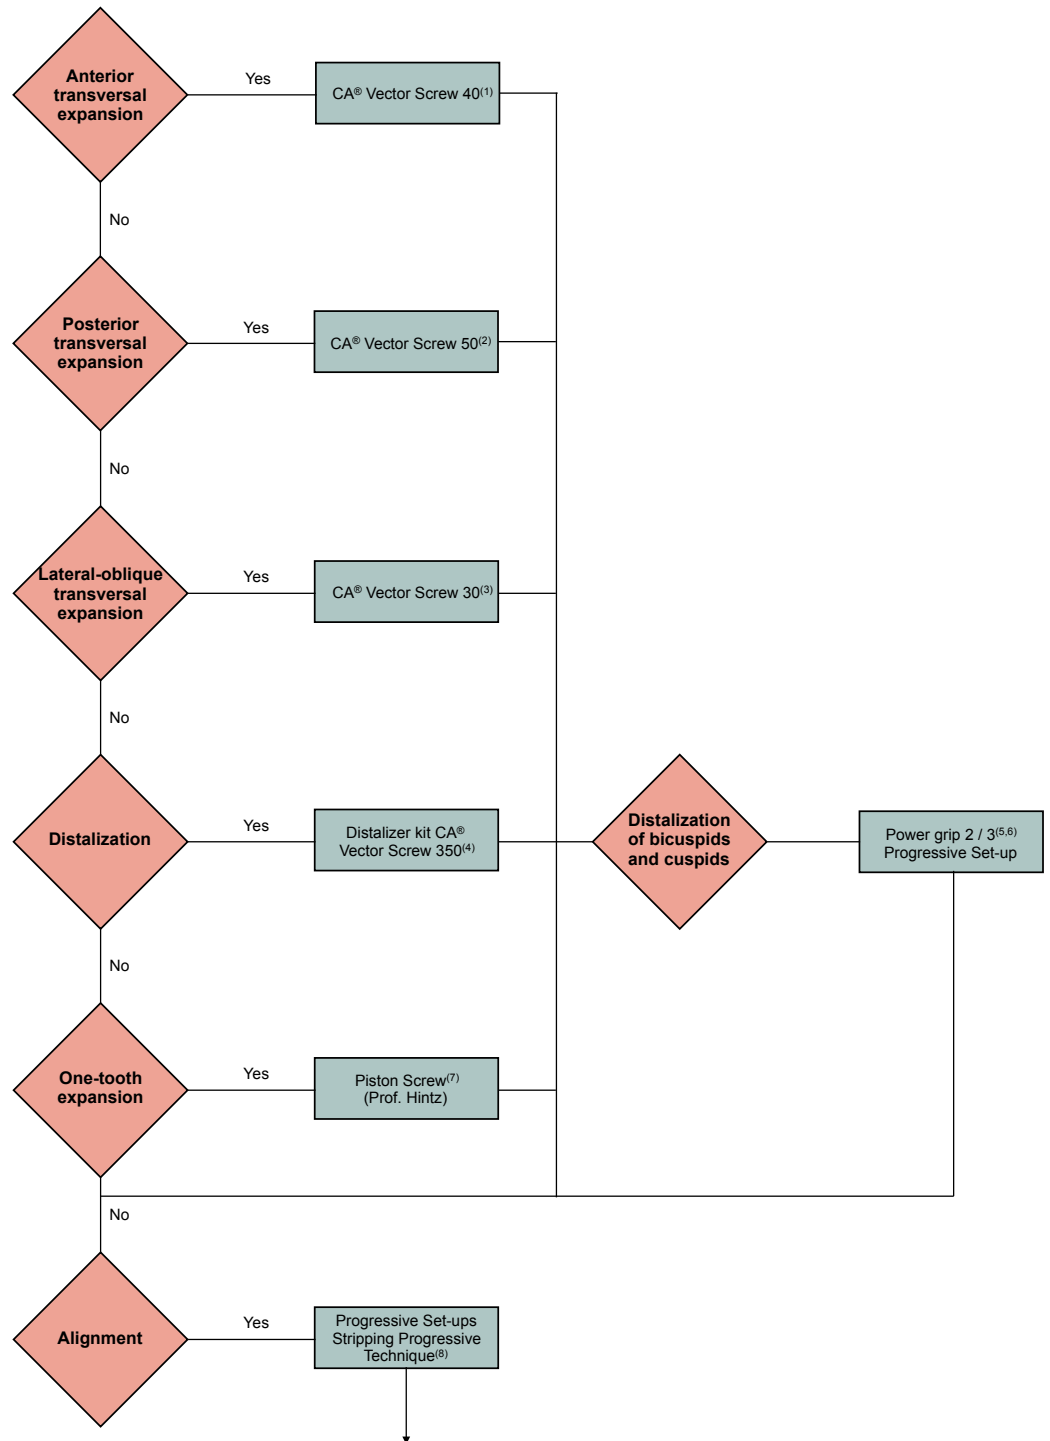 Anterior
transversal
expansion
Yes
CA® Vector Screw 40(1)
No
Posterior
transversal
expansion
Yes
CA® Vector Screw 50(2)
No
Lateral-oblique
transversal
expansion
Yes
CA® Vector Screw 30(3)
No
Distalization
Yes
Distalizer kit CA®
Vector Screw 350(4)
Distalization
of bicuspids
and cuspids
Power grip 2 / 3(5,6)
Progressive Set-up
No
One-tooth
expansion
Yes
Piston Screw(7)
(Prof. Hintz)
No
Alignment
Yes
Progressive Set-ups
Stripping Progressive
Technique(8)